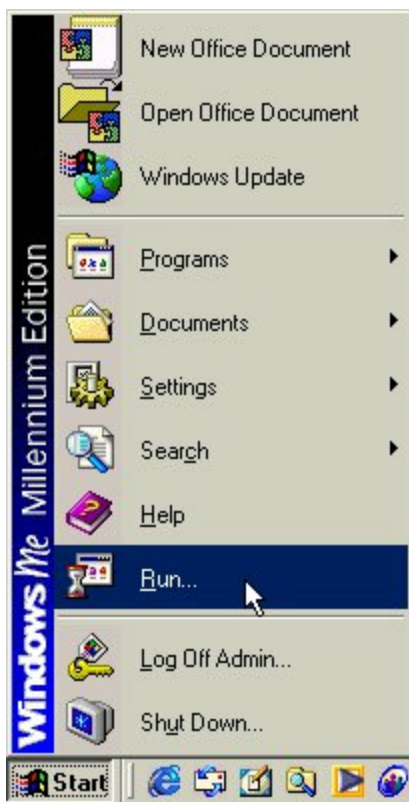 New Office Document
Open Office Document
Windows Update
Programs
Documents
Settings
Search
Help
Run...
Log Off Admin...
Shut Down...
Windows Me Millennium Edition
Start